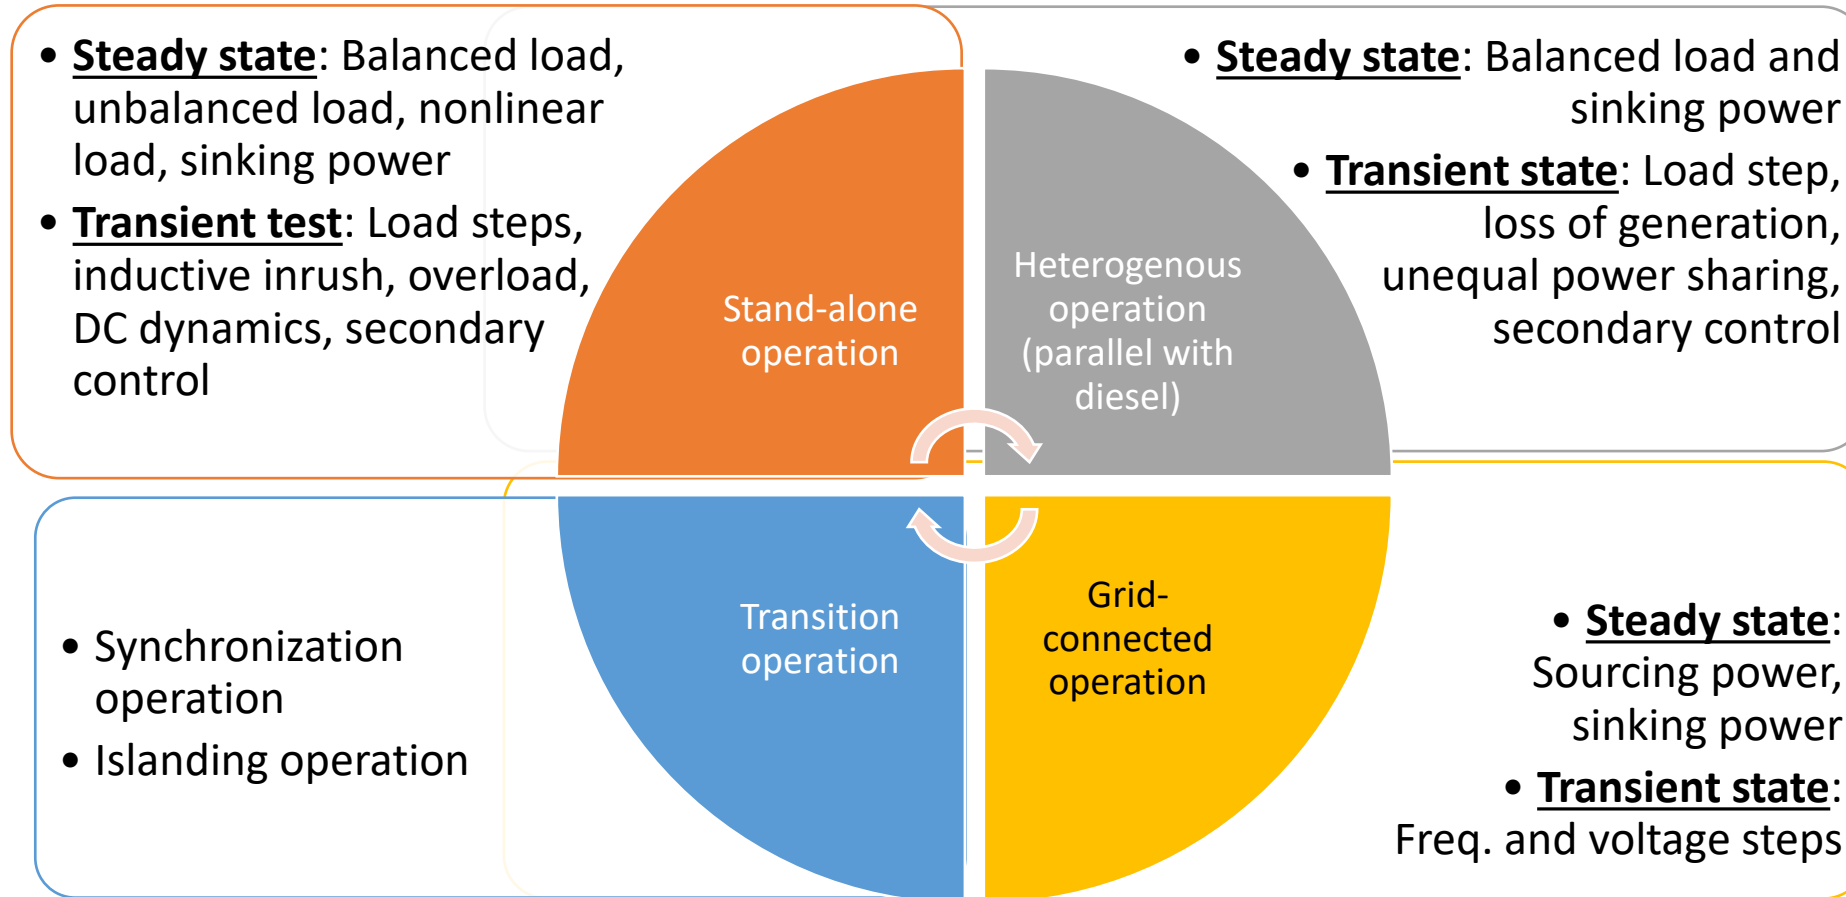 • Steady state: Balanced load,
unbalanced load, nonlinear
load, sinking power
• Transient test: Load steps,
inductive inrush, overload,
DC dynamics, secondary
control
Stand-alone
operation
Heterogenous
operation
(parallel with
diesel)
• Steady state: Balanced load and
sinking power
• Transient state: Load step,
loss of generation,
unequal power sharing,
secondary control
• Synchronization
operation
• Islanding operation
Transition
operation
Grid-
connected
operation
• Steady state:
Sourcing power,
sinking power
• Transient state:
Freq. and voltage steps